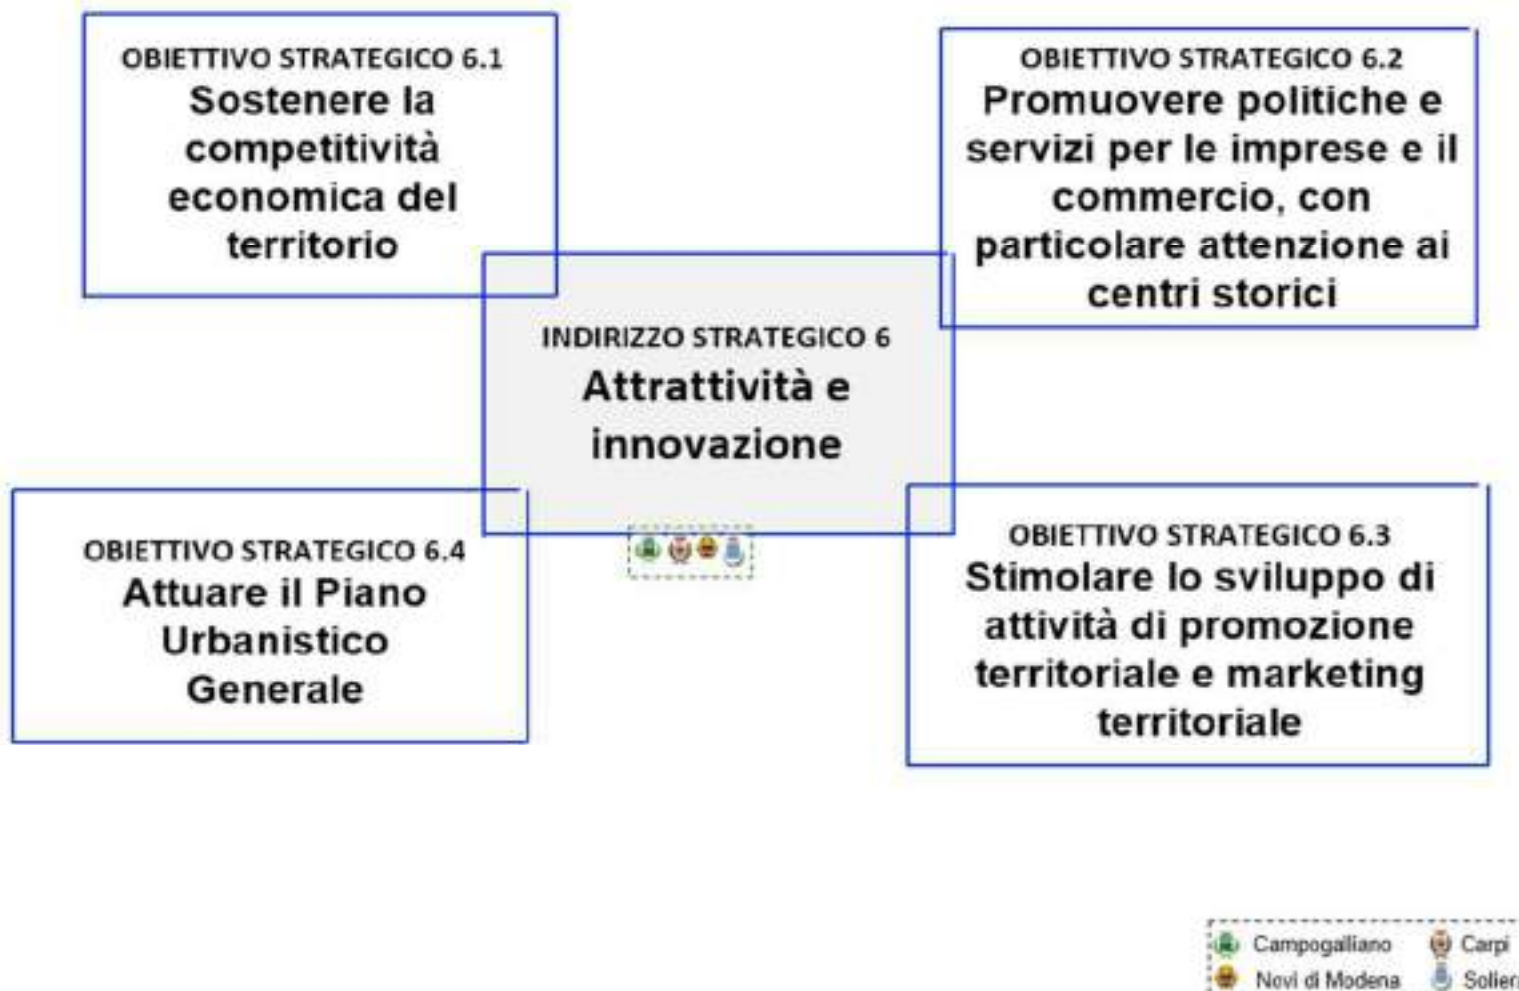 OBIETTIVO STRATEGICO 6.1
Sostenere la
competitività
economica del
territorio
OBIETTIVO STRATEGICO 6.2
Promuovere politiche e
servizi per le imprese e il
commercio, con
particolare attenzione ai
centri storici
INDIRIZZO STRATEGICO 6
Attrattività e
innovazione
OBIETTIVO STRATEGICO 6.4
Attuare il Piano
Urbanistico
Generale
OBIETTIVO STRATEGICO 6.3
Stimolare lo sviluppo di
attività di promozione
territoriale e marketing
territoriale
Campogalliano Carpi
Novi di Modena